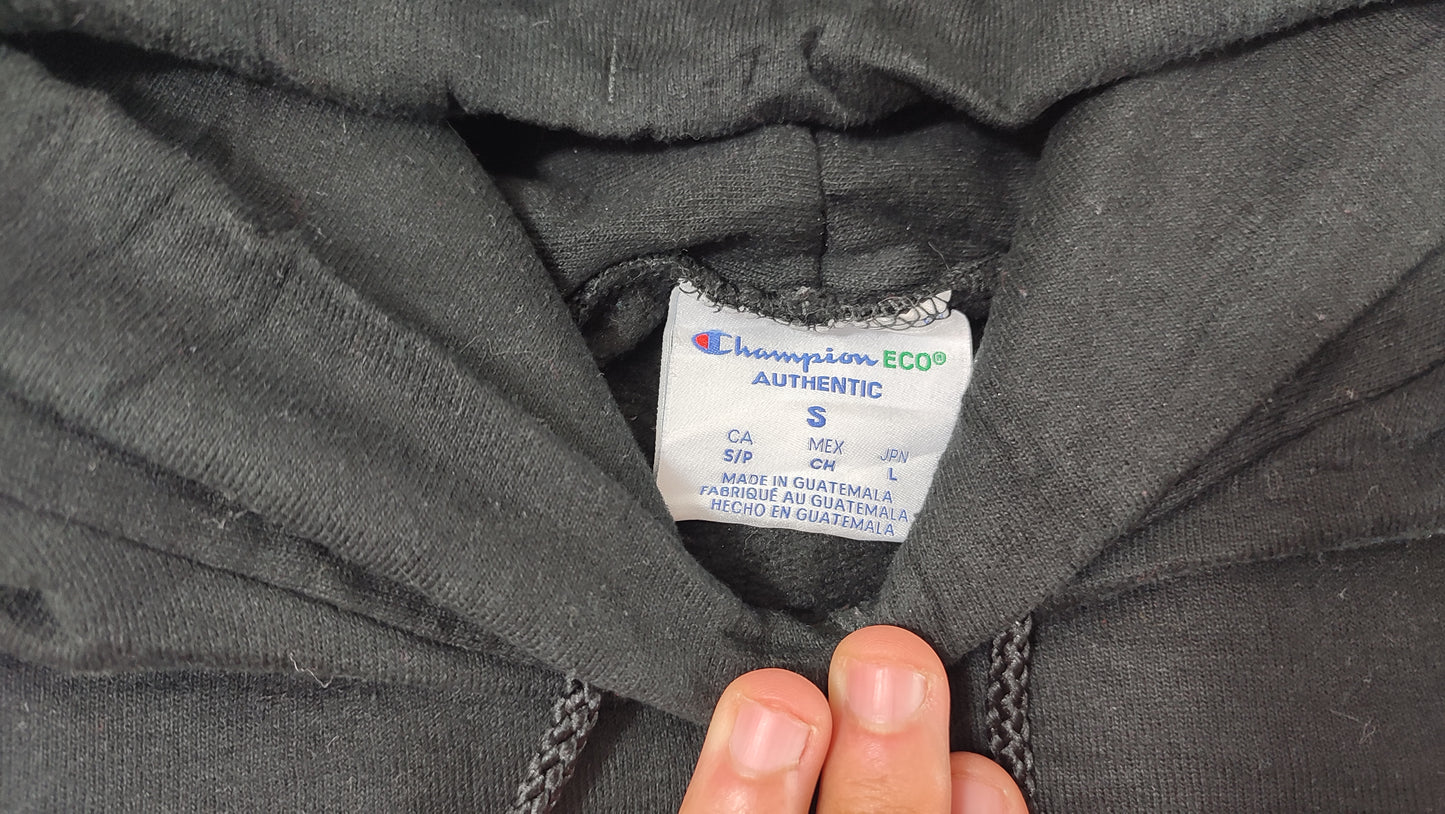 Champion ECO®
AUTHENTIC
S
CA MEX JPN
S/P CH L
MADE IN GUATEMALA
FABRIQUÉ AU GUATEMALA
HECHO EN GUATEMALA